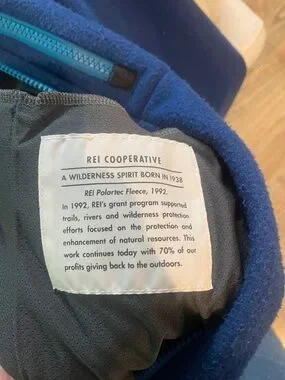 REI COOPERATIVE
A WILDERNESS SPIRIT BORN IN 1938
REI Polartec Fleece, 1992.
In 1992, REI's grant program supported
trails, rivers and wilderness protection
efforts focused on the protection and
enhancement of natural resources. This
work continues today with 70% of our
profits giving back to the outdoors.